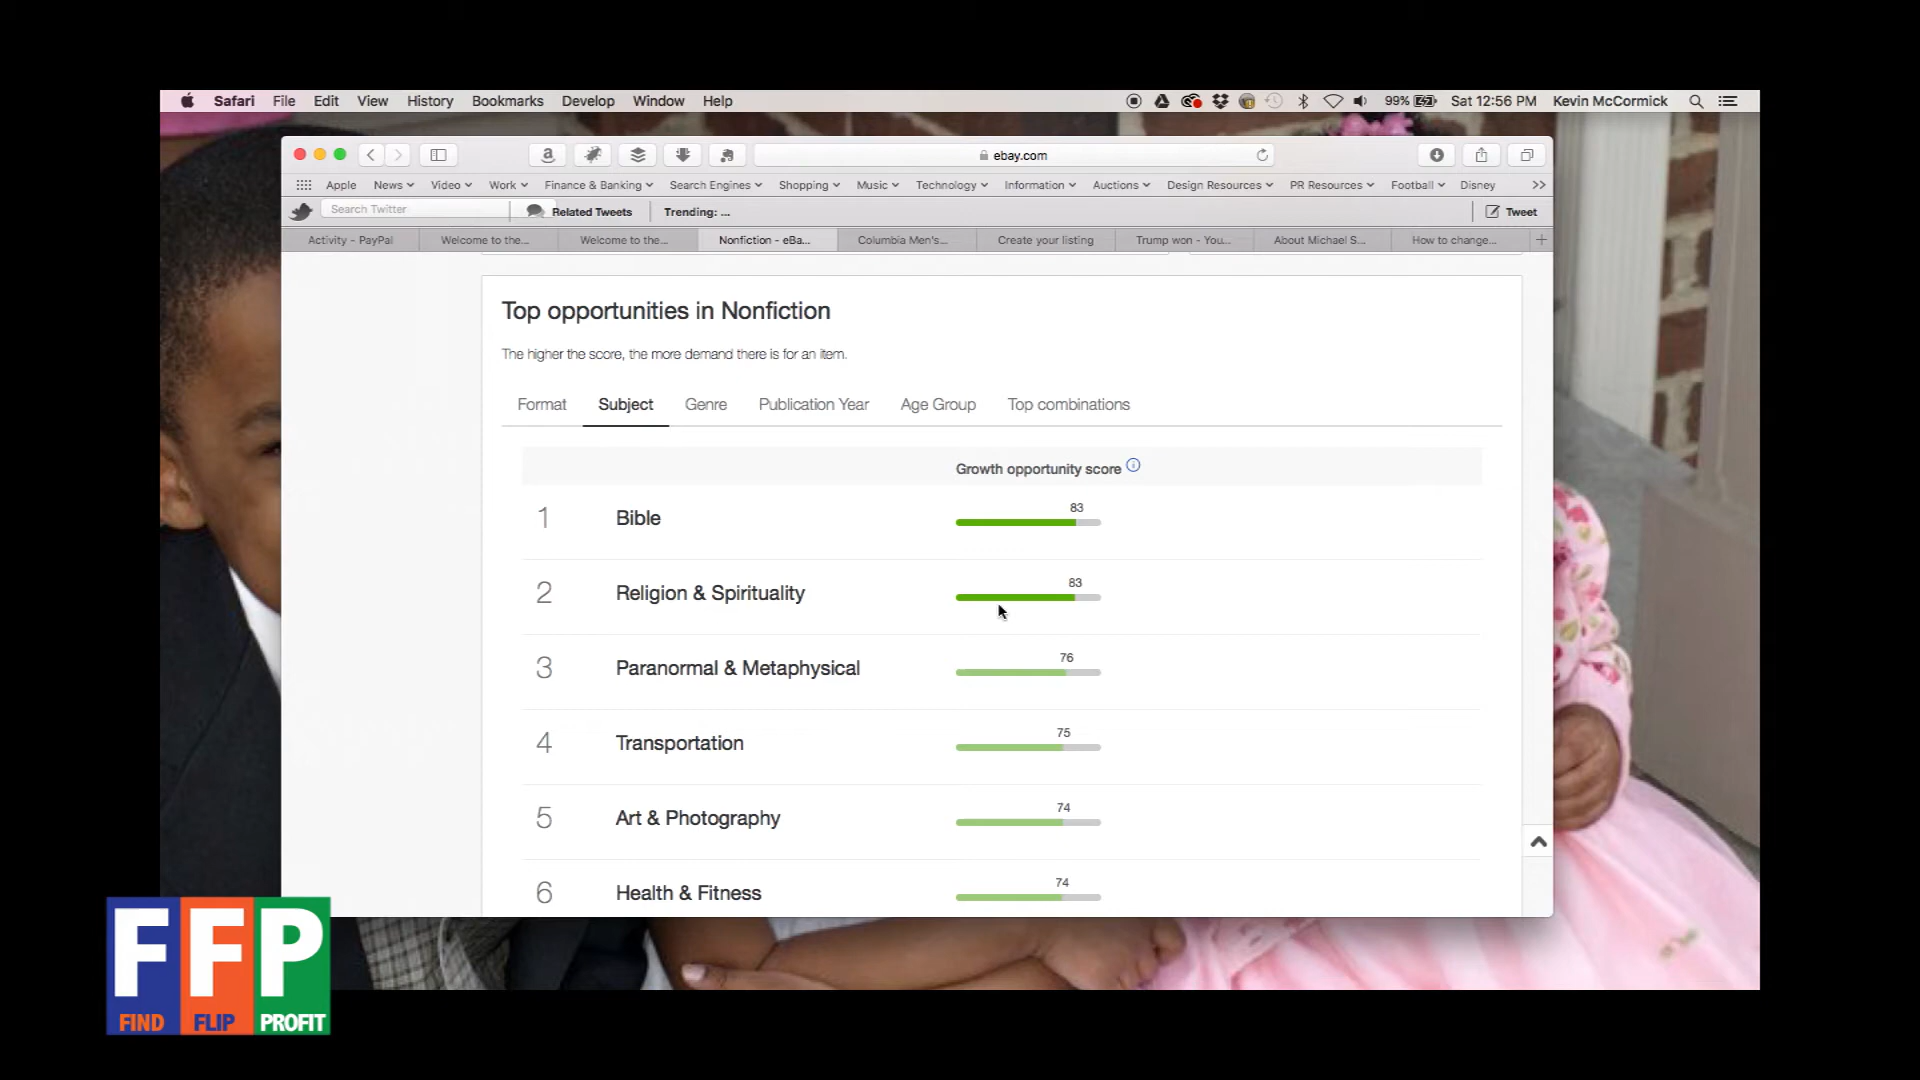 Safari File Edit View History Bookmarks Develop Window Help 99% Sat 12:56 PM Kevin McCormick
a ebay.com
Apple News Video Work Finance & Banking Search Engines Shopping Music Technology Information Auctions Design Resources PR Resources Football Disney >>
Search Twitter Related Tweets Trending: ... Tweet
Activity - PayPal Welcome to the... Welcome to the... Nonfiction - eBa... Columbia Men's... Create your listing Trump won - You... About Michael S... How to change... +
Top opportunities in Nonfiction
The higher the score, the more demand there is for an item.
Format Subject Genre Publication Year Age Group Top combinations
Growth opportunity score i
1 Bible 83
2 Religion & Spirituality 83
3 Paranormal & Metaphysical 76
4 Transportation 75
5 Art & Photography 74
6 Health & Fitness 74
FFP
FIND FLIP PROFIT